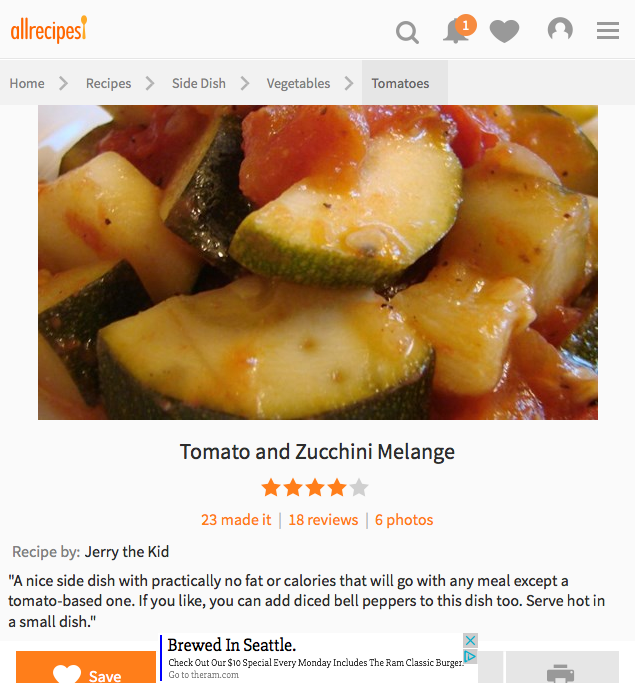 allrecipes
1
Home Recipes Side Dish Vegetables Tomatoes
Tomato and Zucchini Melange
23 made it | 18 reviews | 6 photos
Recipe by: Jerry the Kid
"A nice side dish with practically no fat or calories that will go with any meal except a
tomato-based one. If you like, you can add diced bell peppers to this dish too. Serve hot in
a small dish."
Brewed In Seattle.
Check Out Our $10 Special Every Monday Includes The Ram Classic Burger.
Go to theram.com
Save